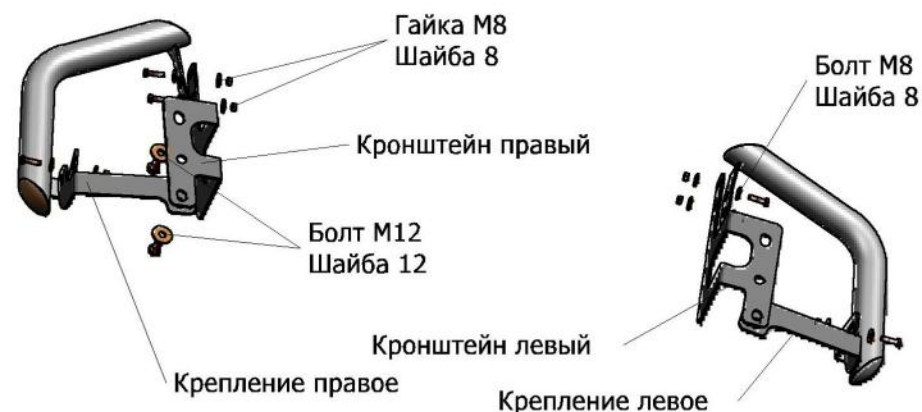 Гайка М8
Шайба 8
Болт М8
Шайба 8
Кронштейн правый
Болт М12
Шайба 12
Кронштейн левый
Крепление правое
Крепление левое